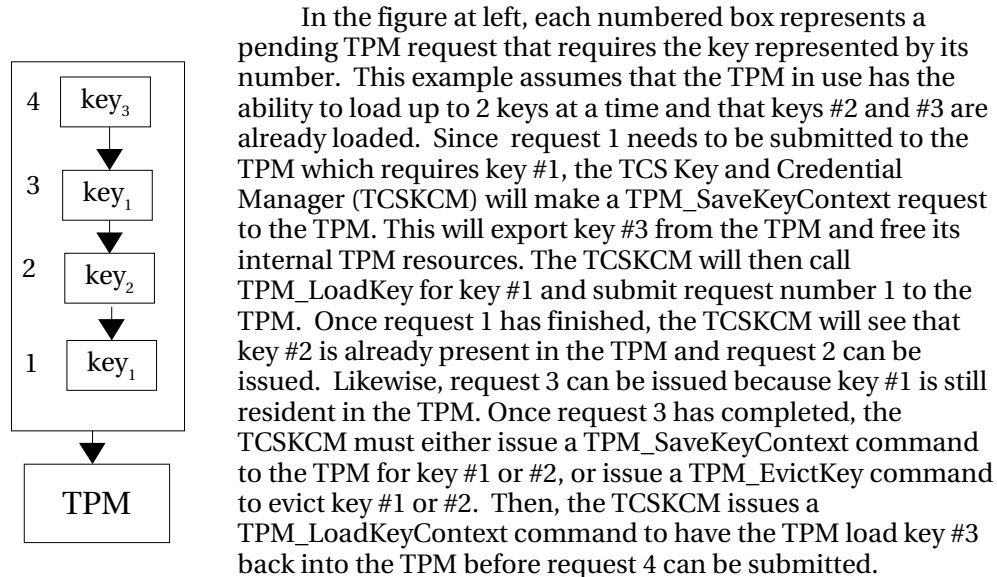 4 key₃
3 key₁
2 key₂
1 key₁
TPM
In the figure at left, each numbered box represents a
pending TPM request that requires the key represented by its
number. This example assumes that the TPM in use has the
ability to load up to 2 keys at a time and that keys #2 and #3 are
already loaded. Since request 1 needs to be submitted to the
TPM which requires key #1, the TCS Key and Credential
Manager (TCSKCM) will make a TPM_SaveKeyContext request
to the TPM. This will export key #3 from the TPM and free its
internal TPM resources. The TCSKCM will then call
TPM_LoadKey for key #1 and submit request number 1 to the
TPM. Once request 1 has finished, the TCSKCM will see that
key #2 is already present in the TPM and request 2 can be
issued. Likewise, request 3 can be issued because key #1 is still
resident in the TPM. Once request 3 has completed, the
TCSKCM must either issue a TPM_SaveKeyContext command
to the TPM for key #1 or #2, or issue a TPM_EvictKey command
to evict key #1 or #2. Then, the TCSKCM issues a
TPM_LoadKeyContext command to have the TPM load key #3
back into the TPM before request 4 can be submitted.